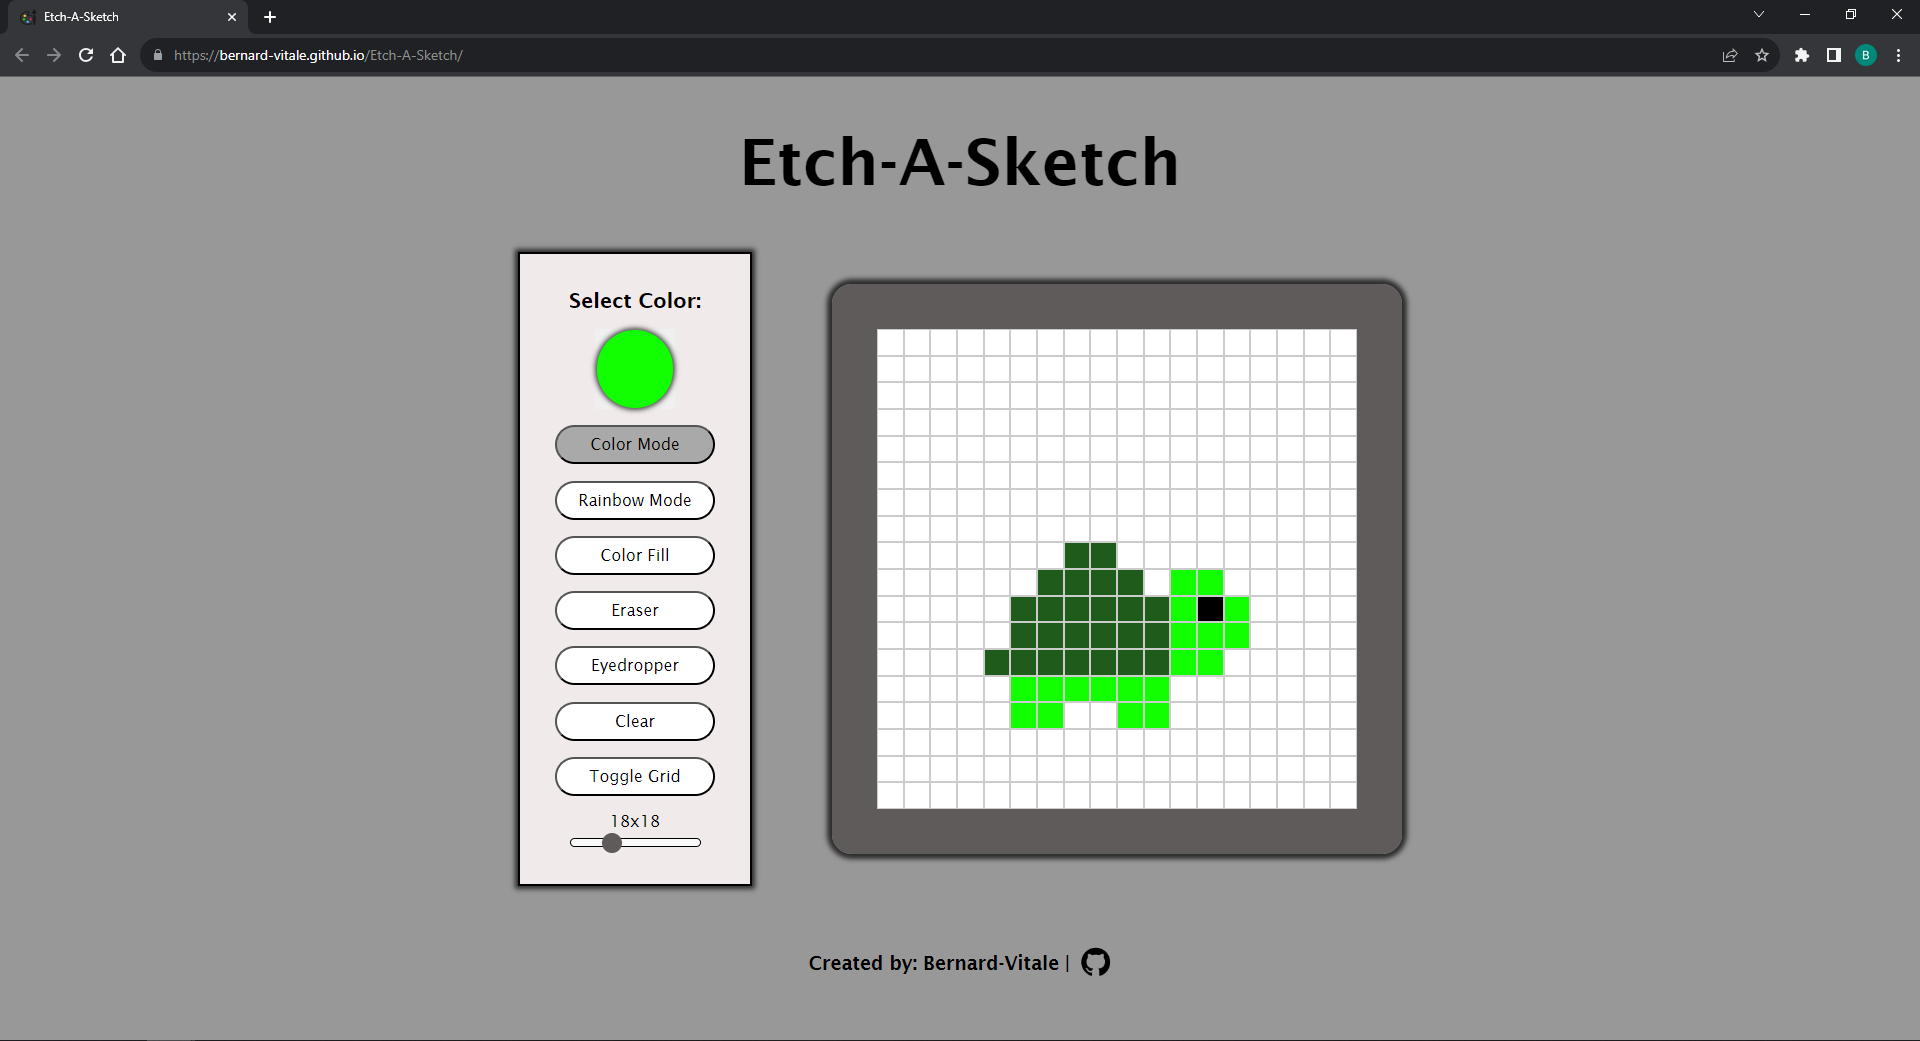 Etch-A-Sketch
https://bernard-vitale.github.io/Etch-A-Sketch/
B
Etch-A-Sketch
Select Color:
Color Mode
Rainbow Mode
Color Fill
Eraser
Eyedropper
Clear
Toggle Grid
18x18
Created by: Bernard-Vitale |